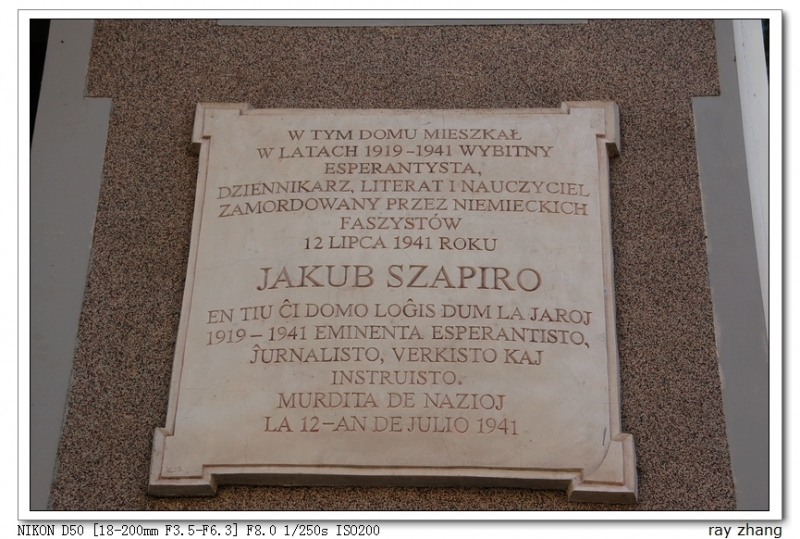 W TYM DOMU MIESZKAŁ
W LATACH 1919-1941 WYBITNY
ESPERANTYSTA,
DZIENNIKARZ, LITERAT I NAUCZYCIEL
ZAMORDOWANY PRZEZ NIEMIECKICH
FASZYSTÓW
12 LIPCA 1941 ROKU
JAKUB SZAPIRO
EN TIU ĈI DOMO LOĜIS DUM LA JAROJ
1919-1941 EMINENTA ESPERANTISTO,
ĴURNALISTO, VERKISTO KAJ
INSTRUISTO.
MURDITA DE NAZIOJ
LA 12-AN DE JULIO 1941
NIKON D50 [18-200mm F3.5-F6.3] F8.0 1/250s ISO200
ray zhang